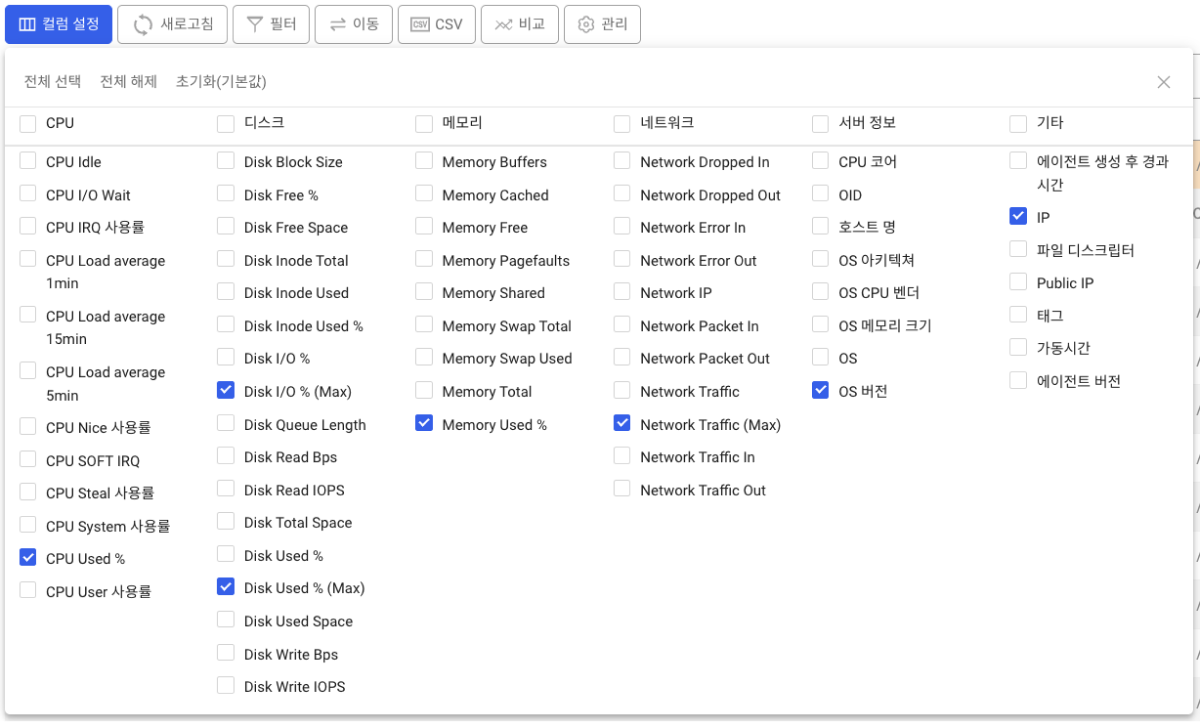 컬럼 설정 새로고침 필터 이동 CSV CSV 비교 관리
전체 선택 전체 해제 초기화(기본값)
CPU
CPU Idle
CPU I/O Wait
CPU IRQ 사용률
CPU Load average
1min
CPU Load average
15min
CPU Load average
5min
CPU Nice 사용률
CPU SOFT IRQ
CPU Steal 사용률
CPU System 사용률
CPU Used %
CPU User 사용률
디스크
Disk Block Size
Disk Free %
Disk Free Space
Disk Inode Total
Disk Inode Used
Disk Inode Used %
Disk I/O %
Disk I/O % (Max)
Disk Queue Length
Disk Read Bps
Disk Read IOPS
Disk Total Space
Disk Used %
Disk Used % (Max)
Disk Used Space
Disk Write Bps
Disk Write IOPS
메모리
Memory Buffers
Memory Cached
Memory Free
Memory Pagefaults
Memory Shared
Memory Swap Total
Memory Swap Used
Memory Total
Memory Used %
네트워크
Network Dropped In
Network Dropped Out
Network Error In
Network Error Out
Network IP
Network Packet In
Network Packet Out
Network Traffic
Network Traffic (Max)
Network Traffic In
Network Traffic Out
서버 정보
CPU 코어
OID
호스트 명
OS 아키텍쳐
OS CPU 벤더
OS 메모리 크기
OS
OS 버전
기타
에이전트 생성 후 경과
시간
IP
파일 디스크립터
Public IP
태그
가동시간
에이전트 버전